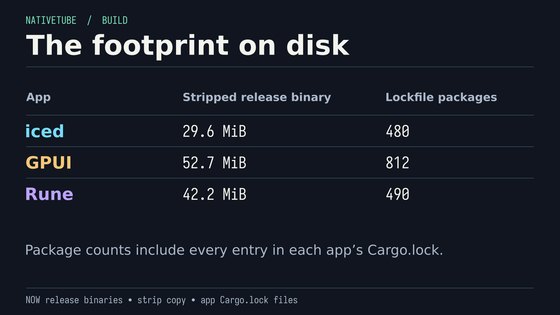 NATIVETUBE / BUILD
The footprint on disk
App Stripped release binary Lockfile packages
iced 29.6 MiB 480
GPUI 52.7 MiB 812
Rune 42.2 MiB 490
Package counts include every entry in each app’s Cargo.lock.
NOW release binaries • strip copy • app Cargo.lock files